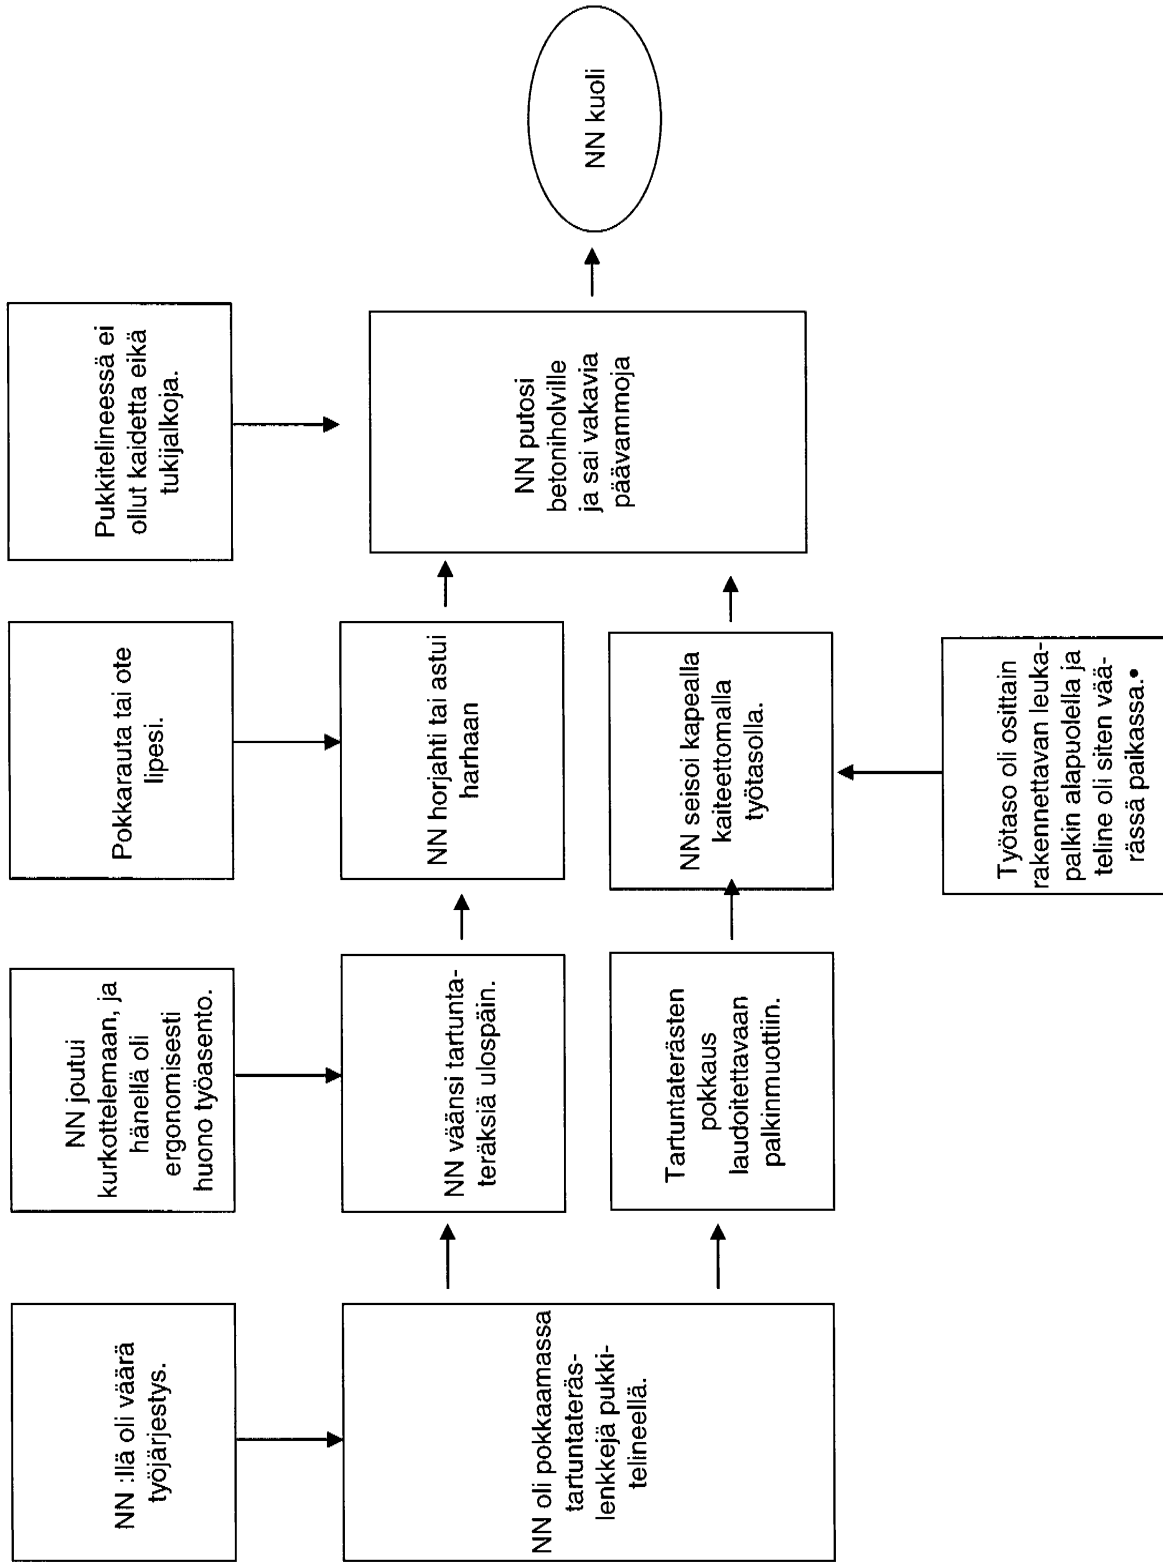 NN :llä oli väärä
työjärjestys.
NN joutui
kurkottelemaan, ja
hänellä oli
ergonomisesti
huono työasento.
Pokkarauta tai ote
lipesi.
Pukkitelineessä ei
ollut kaidetta eikä
tukijalkoja.
NN oli pokkaamassa
tartuntateräs-
lenkkejä pukki-
telineellä.
NN väänsi tartunta-
teräksiä ulospäin.
NN horjahti tai astui
harhaan
NN putosi
betoniholville
ja sai vakavia
päävammoja
NN kuoli
Tartuntaterästen
pokkaus
laudoitettavaan
palkinmuottiin.
NN seisoi kapealla
kaiteettomalla
työtasolla.
Työtaso oli osittain
rakennettavan leuka-
palkin alapuolella ja
teline oli siten vää-
rässä paikassa.•